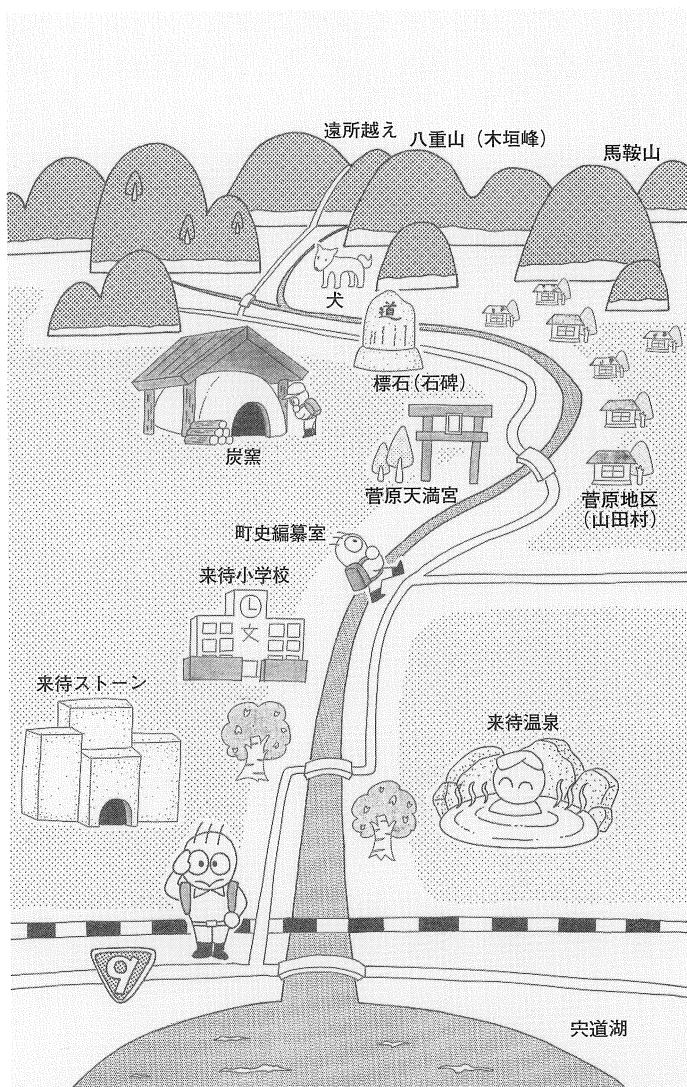 遠所越え
八重山（木垣峰）
馬鞍山
犬
道
標石（石碑）
炭窯
菅原天満宮
菅原地区
（山田村）
町史編纂室
来待小学校
文
来待ストーン
来待温泉
9
宍道湖